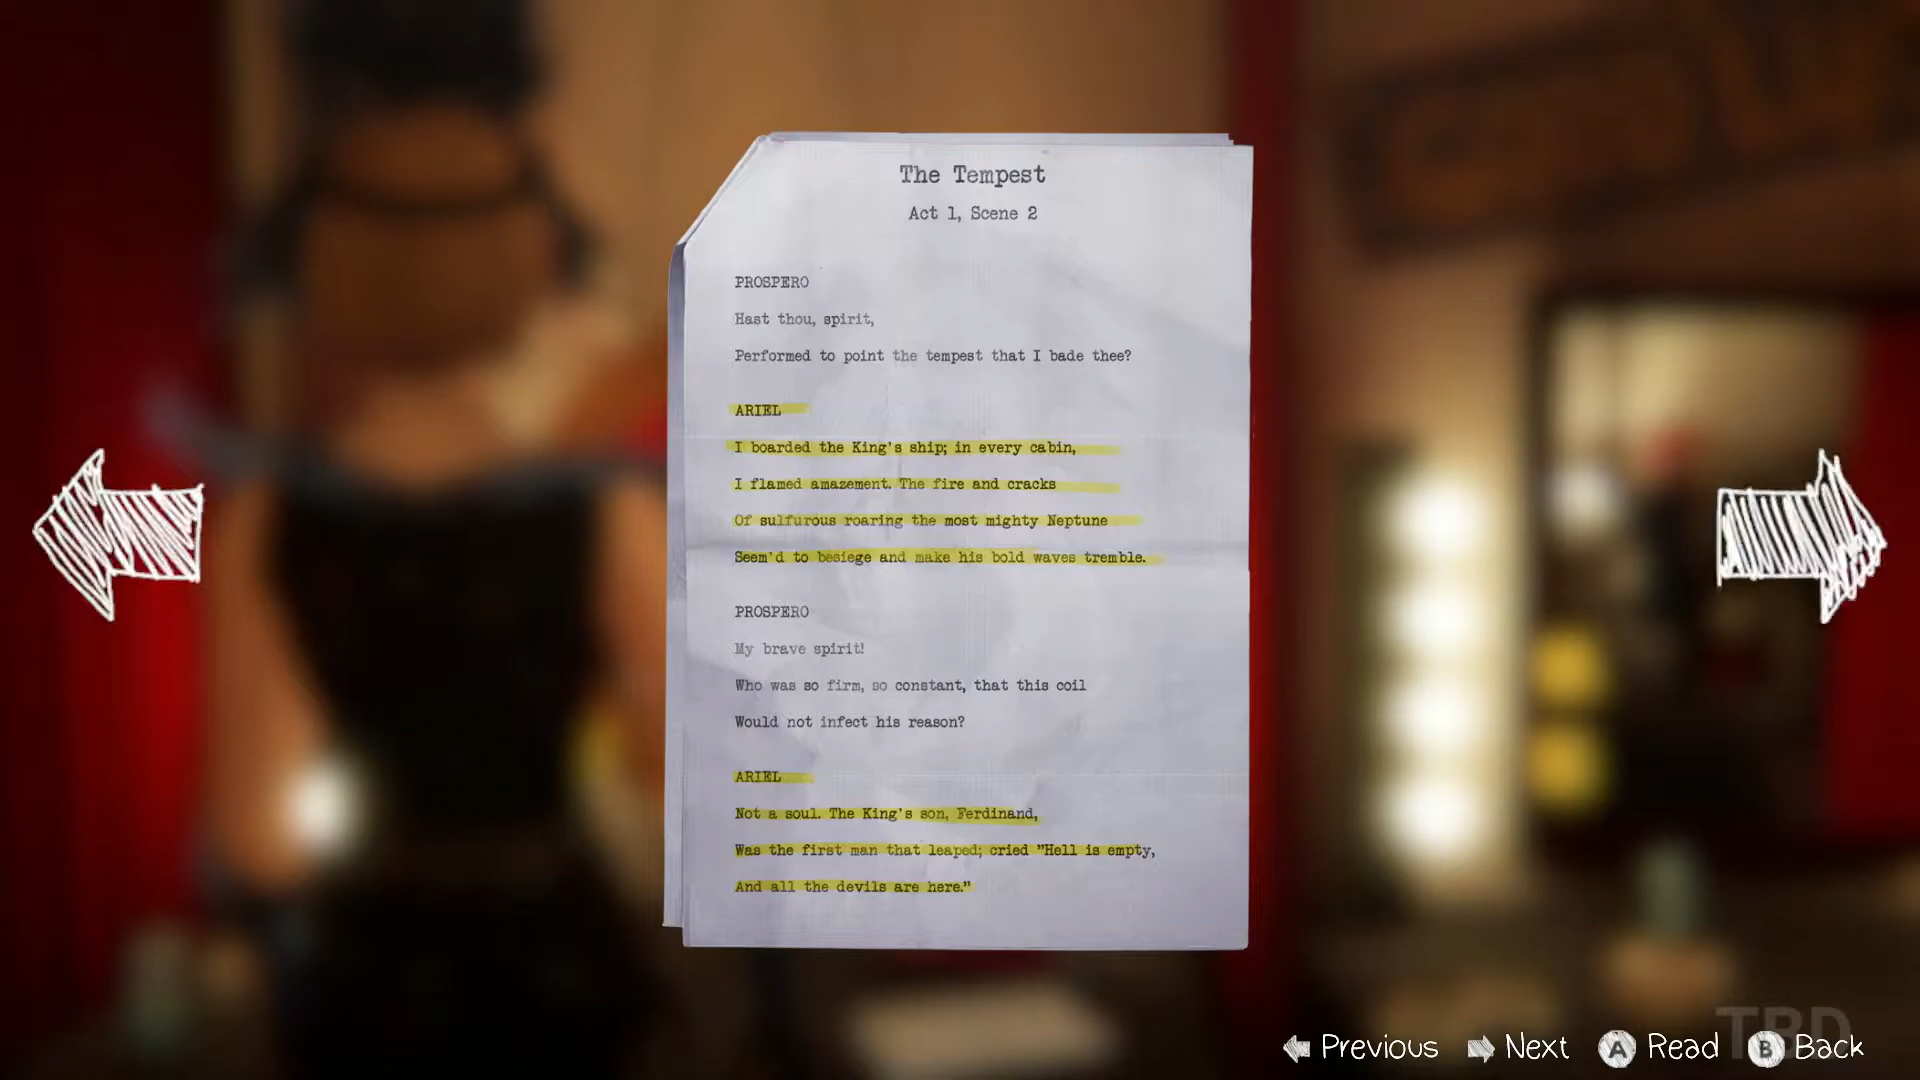 The Tempest
Act 1, Scene 2
PROSPERO
Hast thou, spirit,
Performed to point the tempest that I bade thee?
ARIEL
I boarded the King's ship; in every cabin,
I flamed amazement. The fire and cracks
Of sulfurous roaring the most mighty Neptune
Seem'd to besiege and make his bold waves tremble.
PROSPERO
My brave spirit!
Who was so firm, so constant, that this coil
Would not infect his reason?
ARIEL
Not a soul. The King's son, Ferdinand,
Was the first man that leaped; cried "Hell is empty,
And all the devils are here."
TBD
Previous Next A Read B Back